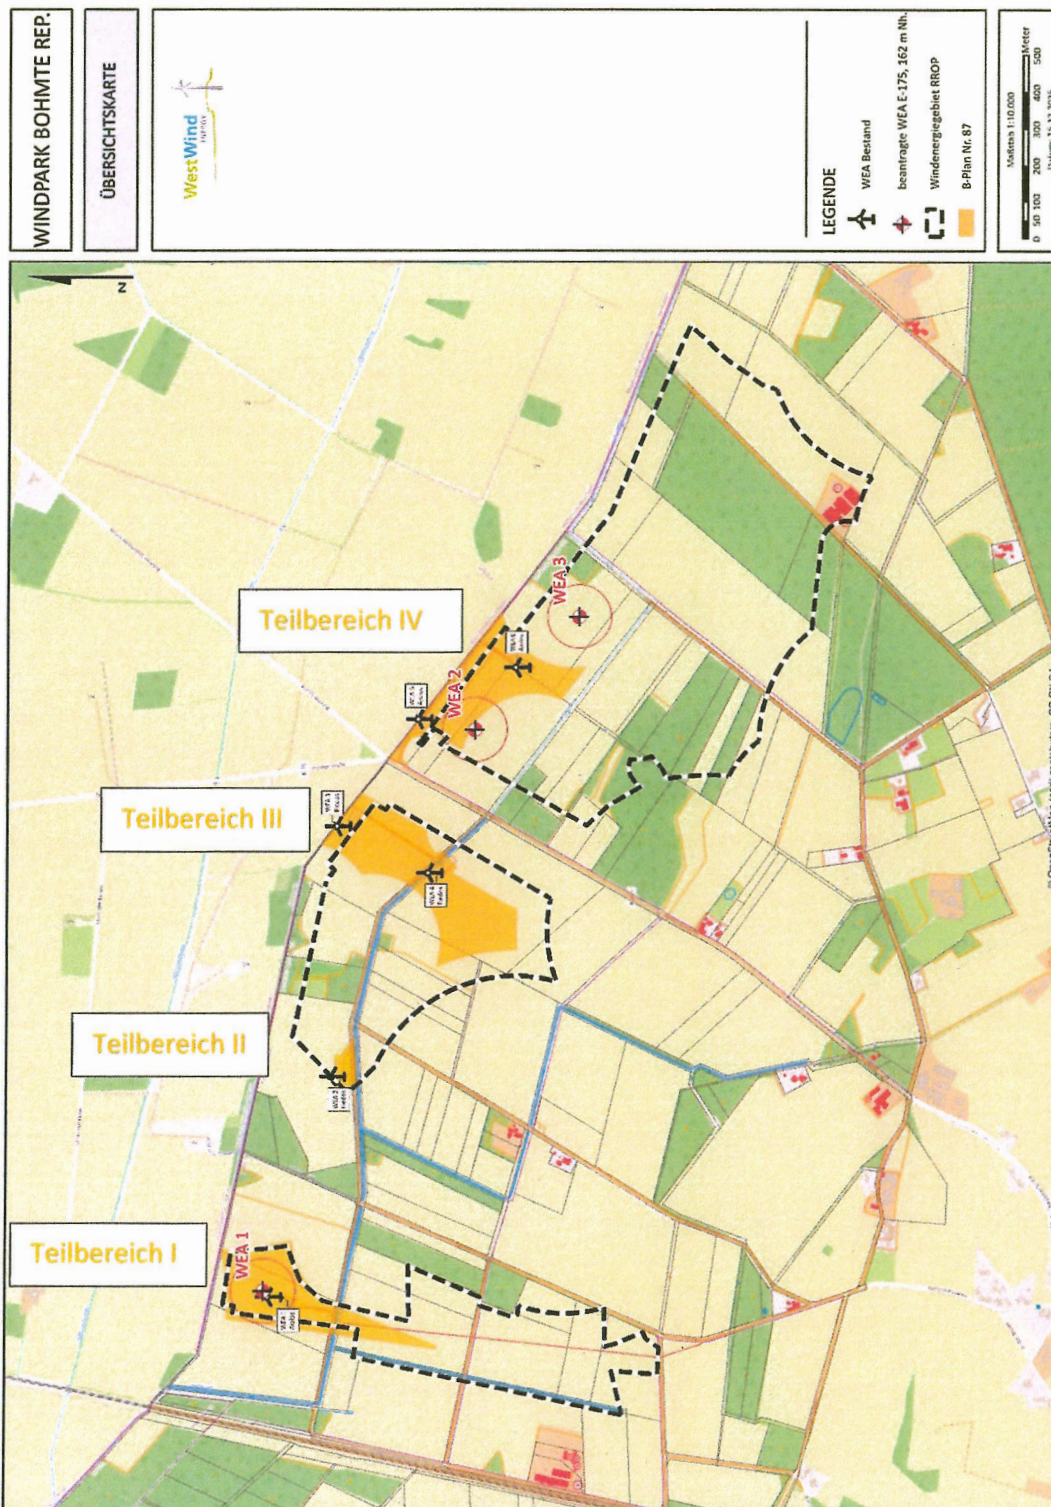 WINDPARK BOHMTE REP.
ÜBERSICHTSKARTE
WestWind
ENERGY
LEGENDE
WEA Bestand
beantragte WEA E-175, 162 m Nh.
Windenergiegebiet RROP
B-Plan Nr. 87
Maßstab 1:10.000
0 50 100 200 300 400 500
Meter
N
Teilbereich IV
WEA 3
WEA 2
Teilbereich III
Teilbereich II
Teilbereich I
WEA 1